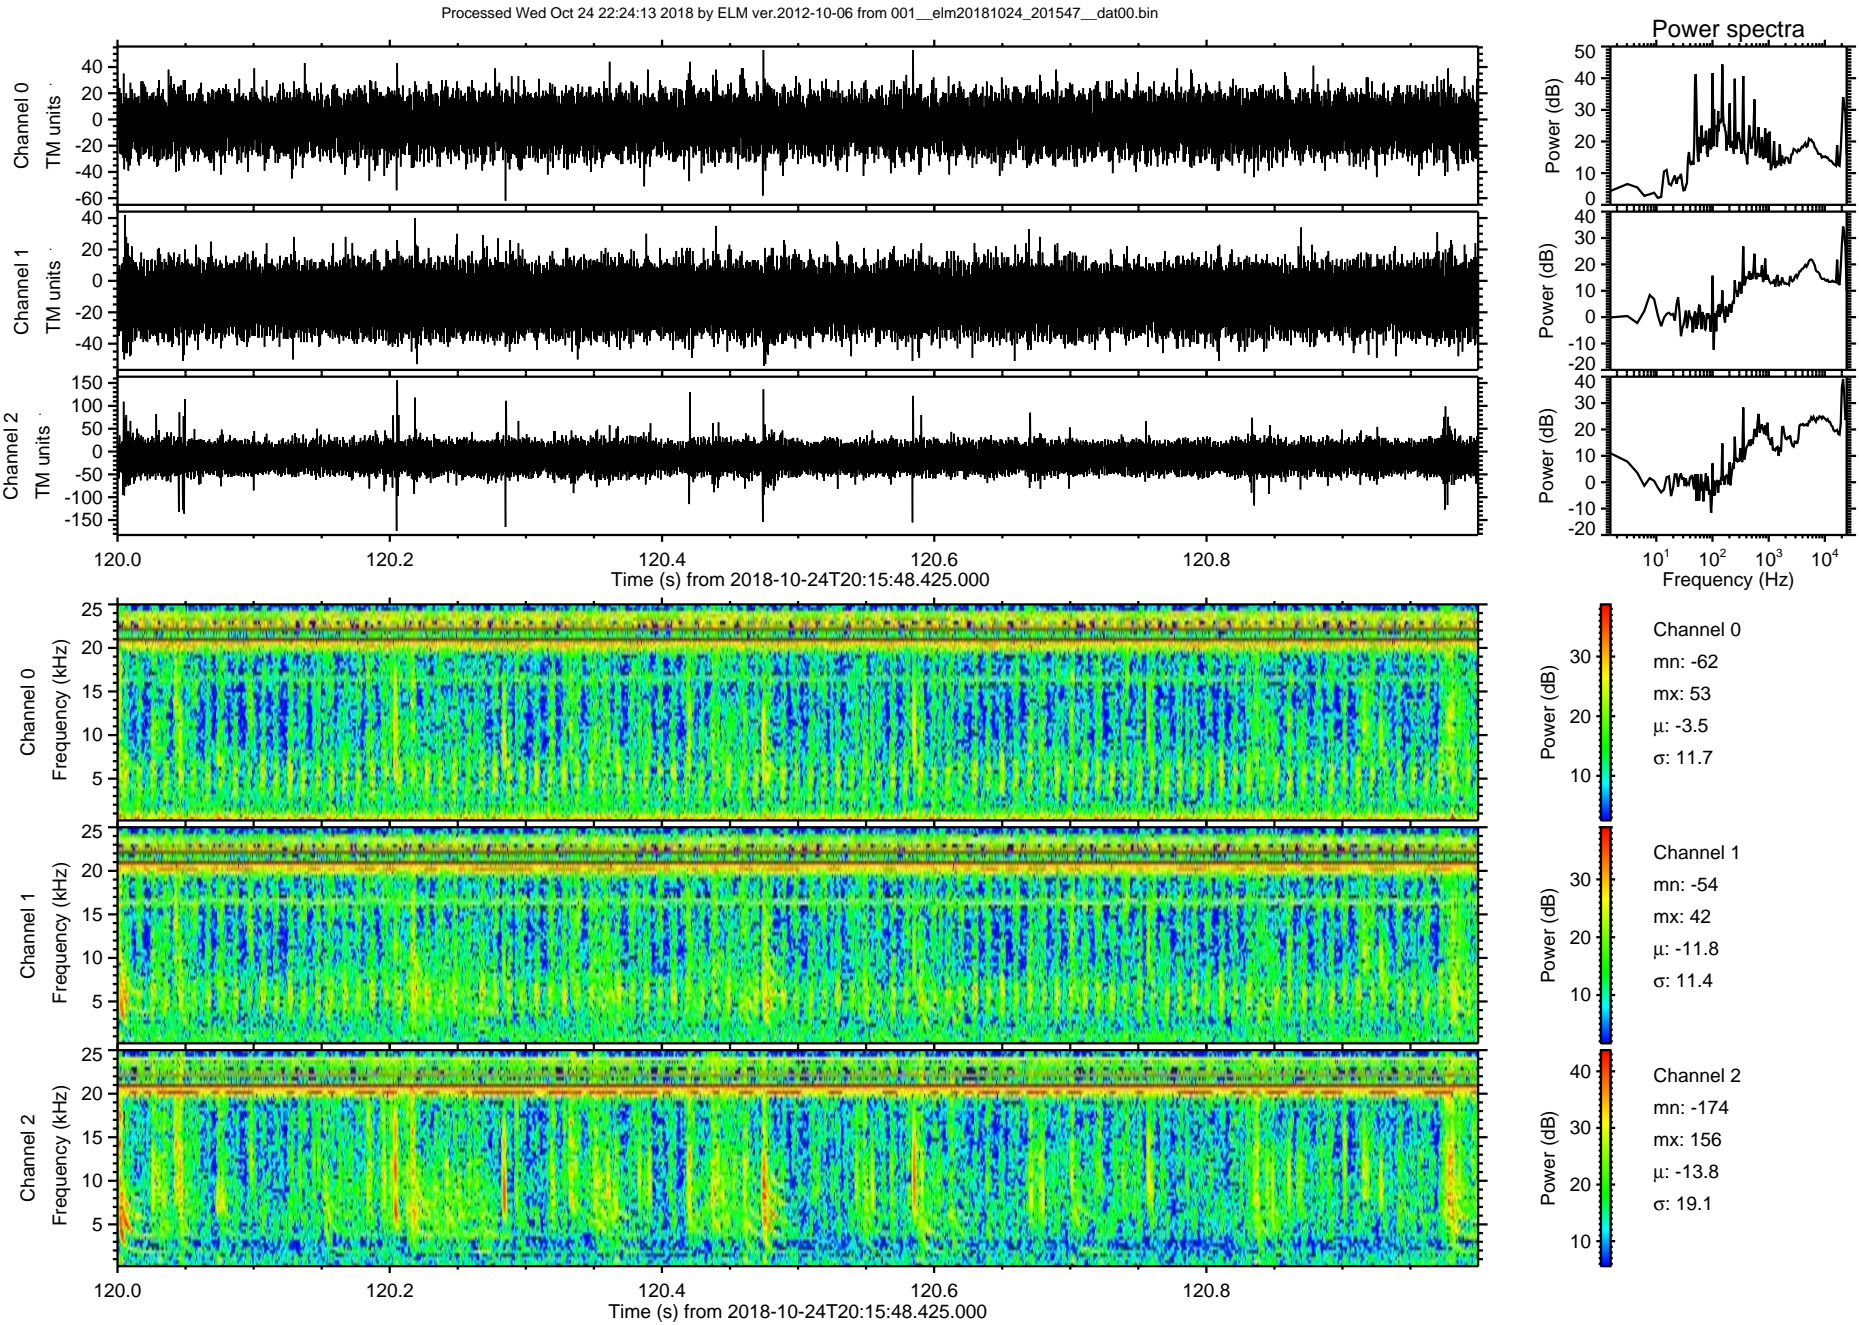 Processed Wed Oct 24 22:24:13 2018 by ELM ver.2012-10-06 from 001__elm20181024_201547__dat00.bin
Power spectra
Channel 0
TM units
40
20
0
-20
-40
-60
Power (dB)
50
40
30
20
10
0
Channel 1
TM units
40
20
0
-20
-40
Power (dB)
40
30
20
10
0
-10
-20
Channel 2
TM units
150
100
50
0
-50
-100
-150
Power (dB)
40
30
20
10
0
-10
-20
120.0 120.2 120.4 120.6 120.8
Time (s) from 2018-10-24T20:15:48.425.000
10¹ 10² 10³ 10⁴
Frequency (Hz)
Channel 0
Frequency (kHz)
25
20
15
10
5
Power (dB)
30
20
10
Channel 0
mn: -62
mx: 53
μ: -3.5
σ: 11.7
Channel 1
Frequency (kHz)
25
20
15
10
5
Power (dB)
30
20
10
Channel 1
mn: -54
mx: 42
μ: -11.8
σ: 11.4
Channel 2
Frequency (kHz)
25
20
15
10
5
Power (dB)
40
30
20
10
Channel 2
mn: -174
mx: 156
μ: -13.8
σ: 19.1
120.0 120.2 120.4 120.6 120.8
Time (s) from 2018-10-24T20:15:48.425.000